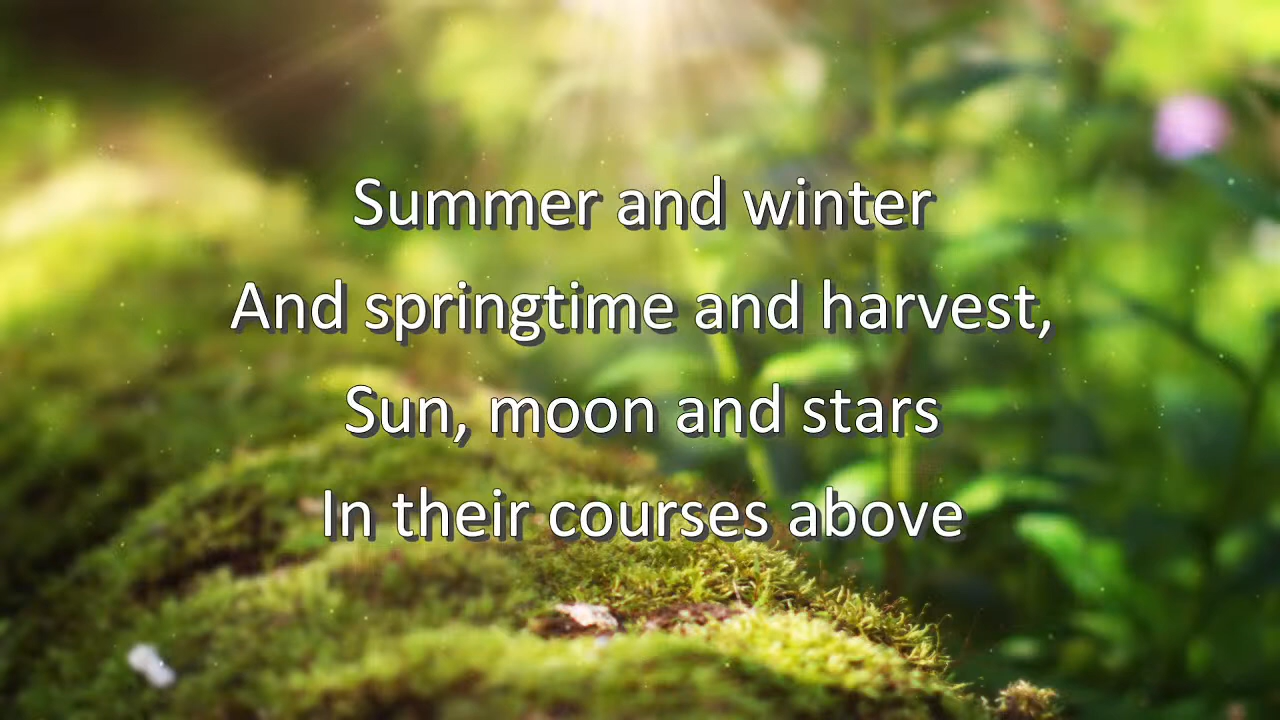 Summer and winter
And springtime and harvest,
Sun, moon and stars
In their courses above